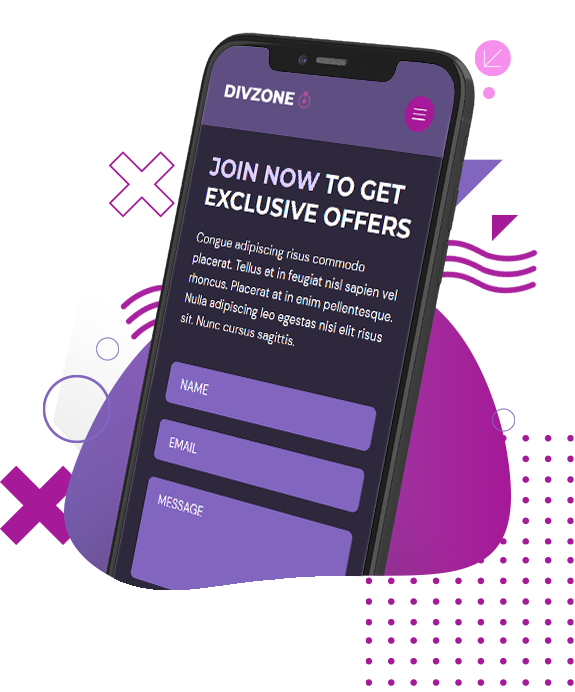 DIVZONE
JOIN NOW TO GET
EXCLUSIVE OFFERS
Congue adipiscing risus commodo
placerat. Tellus at in feugiat nisl sapien vel
rhoncus. Placerat at in enim pellentesque.
Nulla adipiscing leo egestas nisi elit risus
sit. Nunc cursus sagittis.
NAME
EMAIL
MESSAGE